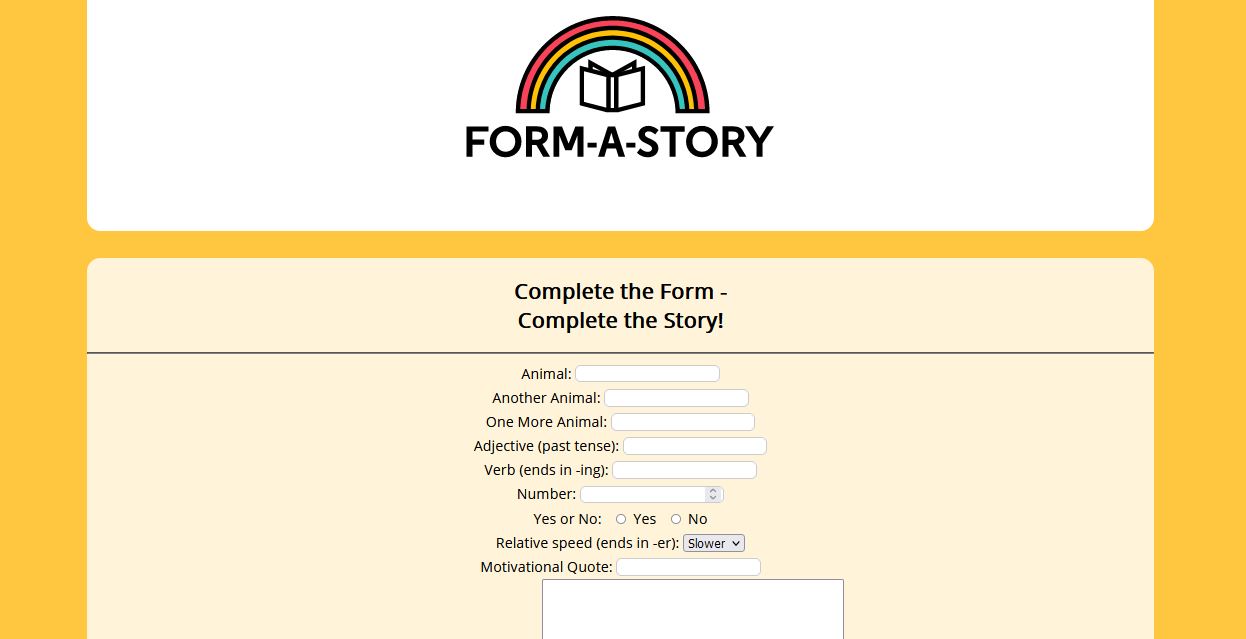 FORM-A-STORY
Complete the Form -
Complete the Story!
Animal:
Another Animal:
One More Animal:
Adjective (past tense):
Verb (ends in -ing):
Number:
Yes or No: Yes No
Relative speed (ends in -er): Slower
Motivational Quote: